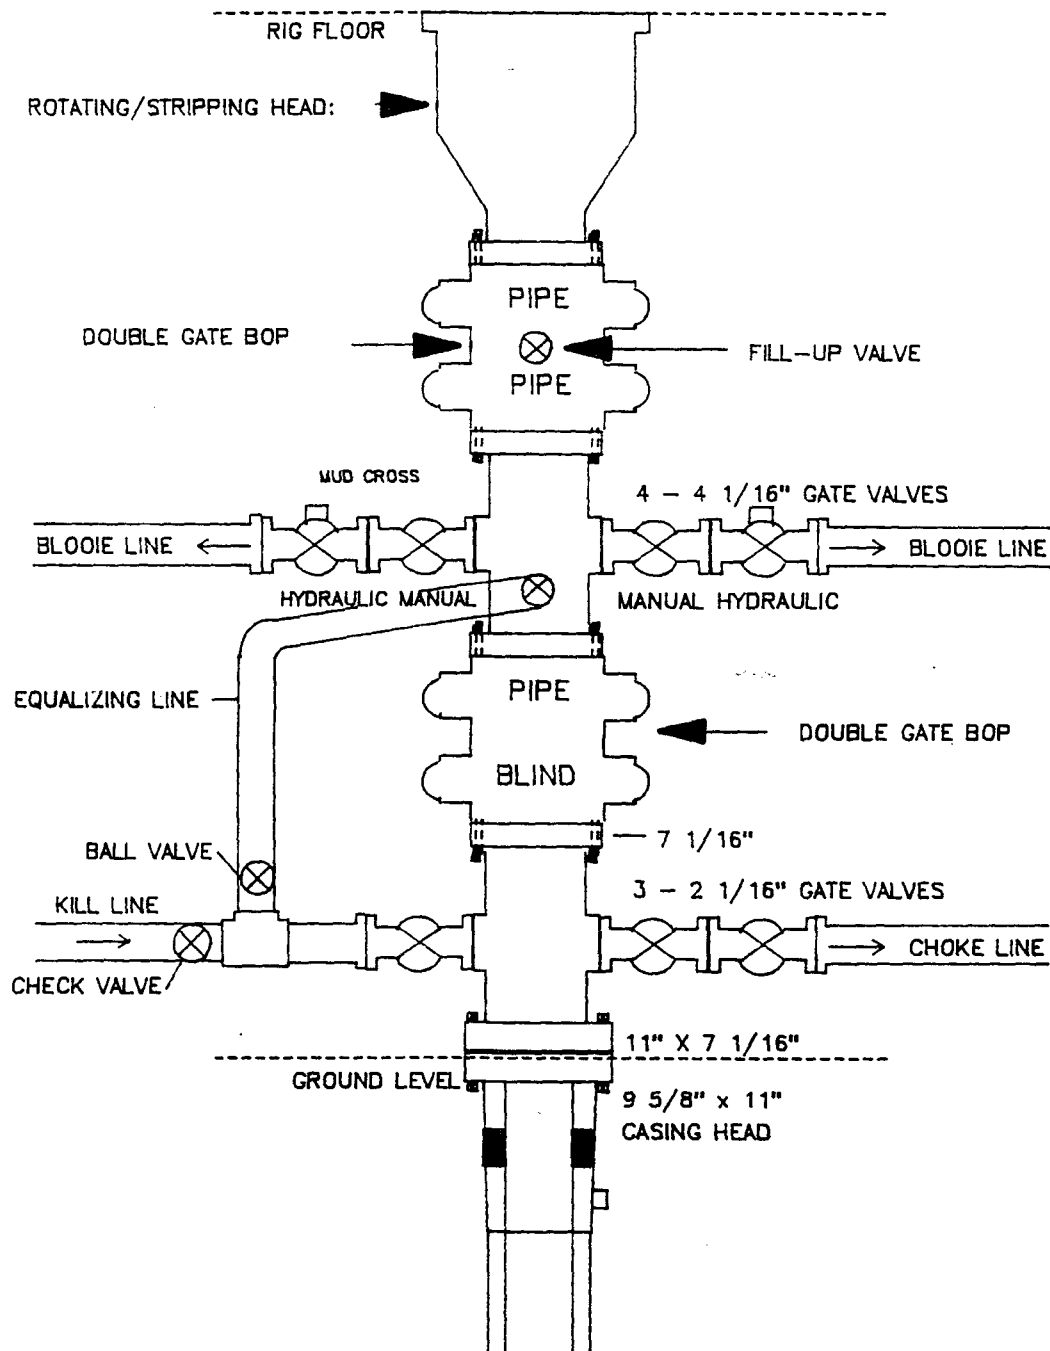 RIG FLOOR
ROTATING/STRIPPING HEAD:
PIPE
DOUBLE GATE BOP
FILL-UP VALVE
PIPE
MUD CROSS
4 - 4 1/16" GATE VALVES
BLOOIE LINE
BLOOIE LINE
HYDRAULIC MANUAL
MANUAL HYDRAULIC
EQUALIZING LINE
PIPE
DOUBLE GATE BOP
BLIND
7 1/16"
BALL VALVE
3 - 2 1/16" GATE VALVES
KILL LINE
CHOKE LINE
CHECK VALVE
11" X 7 1/16"
GROUND LEVEL
9 5/8" x 11"
CASING HEAD